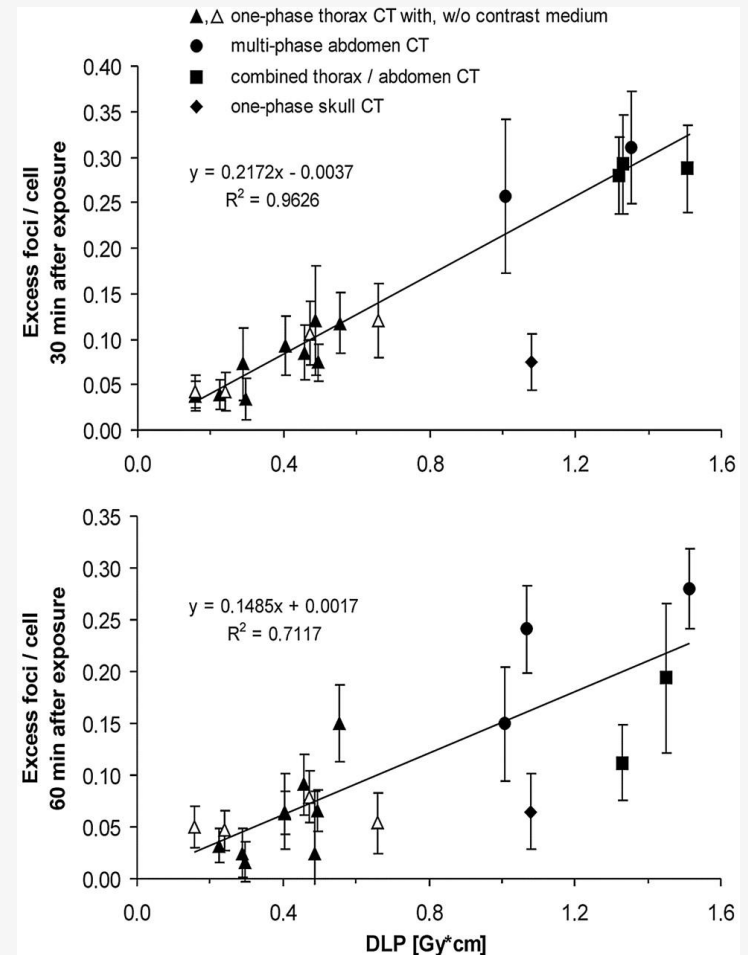 ▲,△ one-phase thorax CT with, w/o contrast medium
● multi-phase abdomen CT
■ combined thorax / abdomen CT
◆ one-phase skull CT
0.40
0.35
0.30
0.25
0.20
0.15
0.10
0.05
0.00
Excess foci / cell
30 min after exposure
y = 0.2172x - 0.0037
R² = 0.9626
0.0 0.4 0.8 1.2 1.6
0.35
0.30
0.25
0.20
0.15
0.10
0.05
0.00
Excess foci / cell
60 min after exposure
y = 0.1485x + 0.0017
R² = 0.7117
0.0 0.4 0.8 1.2 1.6
DLP [Gy*cm]